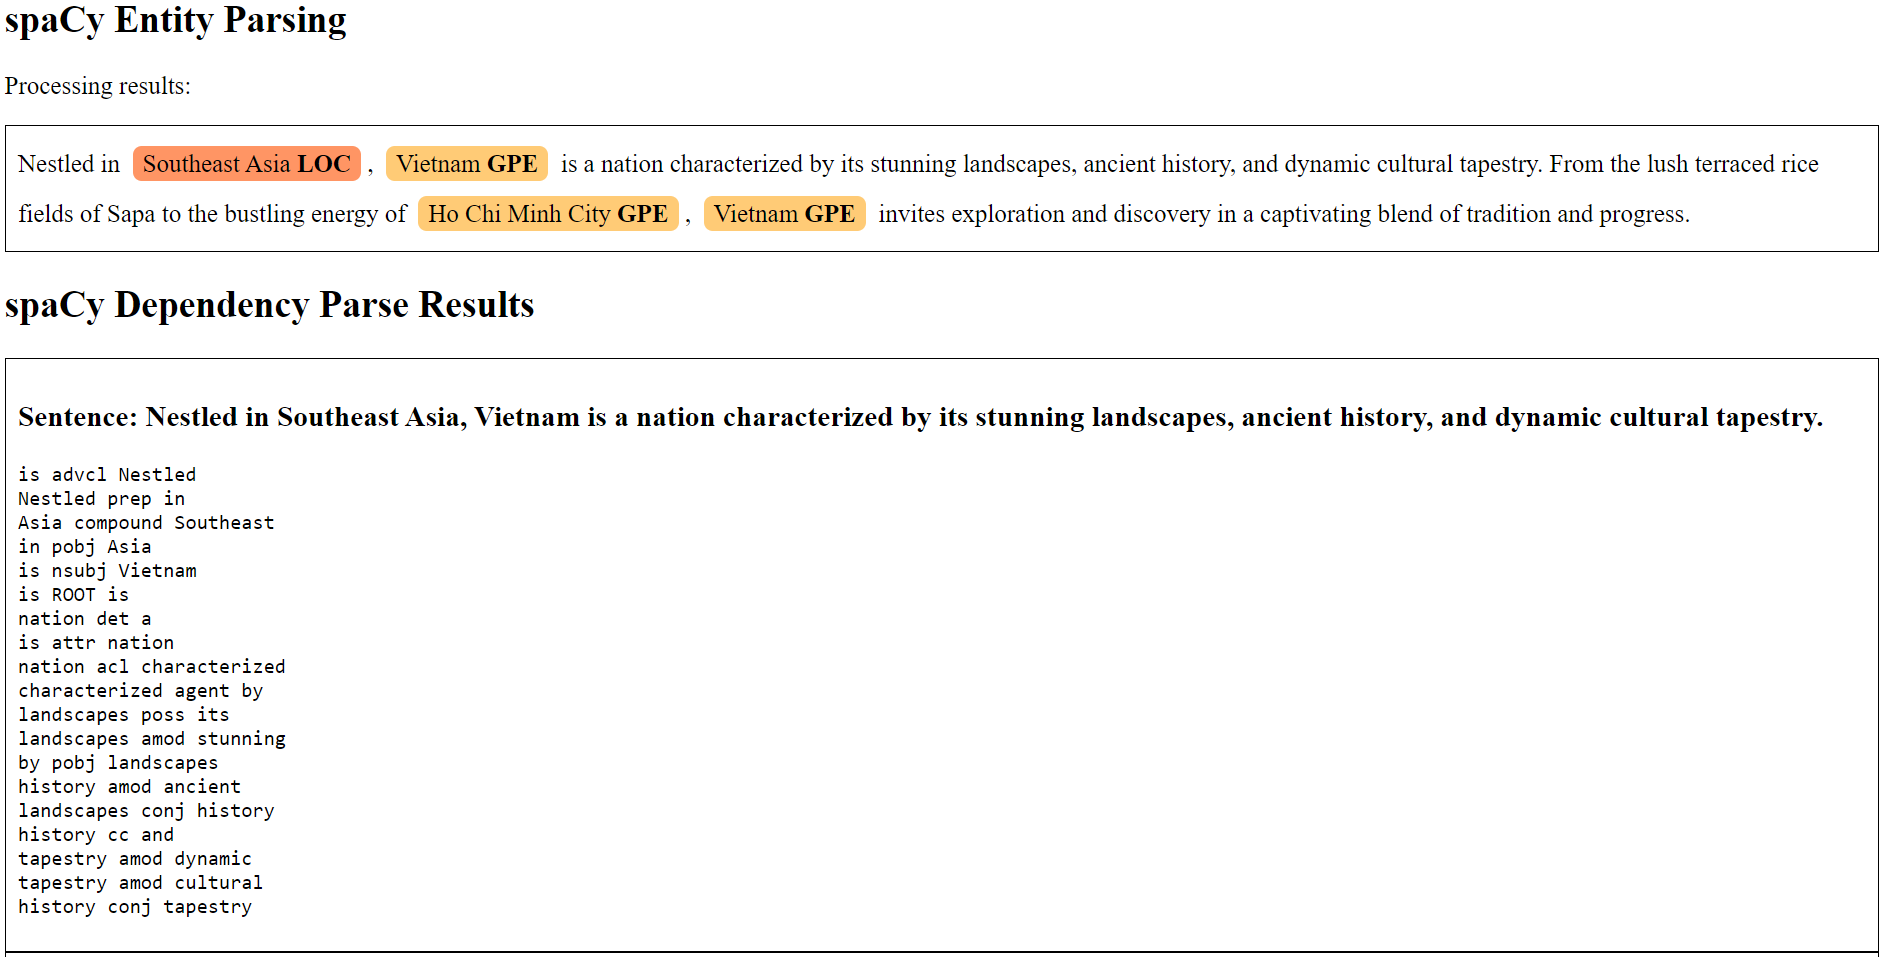 spaCy Entity Parsing
Processing results:
Nestled in Southeast Asia LOC , Vietnam GPE is a nation characterized by its stunning landscapes, ancient history, and dynamic cultural tapestry. From the lush terraced rice
fields of Sapa to the bustling energy of Ho Chi Minh City GPE , Vietnam GPE invites exploration and discovery in a captivating blend of tradition and progress.
spaCy Dependency Parse Results
Sentence: Nestled in Southeast Asia, Vietnam is a nation characterized by its stunning landscapes, ancient history, and dynamic cultural tapestry.
is advcl Nestled
Nestled prep in
Asia compound Southeast
in pobj Asia
is nsubj Vietnam
is ROOT is
nation det a
is attr nation
nation acl characterized
characterized agent by
landscapes poss its
landscapes amod stunning
by pobj landscapes
history amod ancient
landscapes conj history
history cc and
tapestry amod dynamic
tapestry amod cultural
history conj tapestry